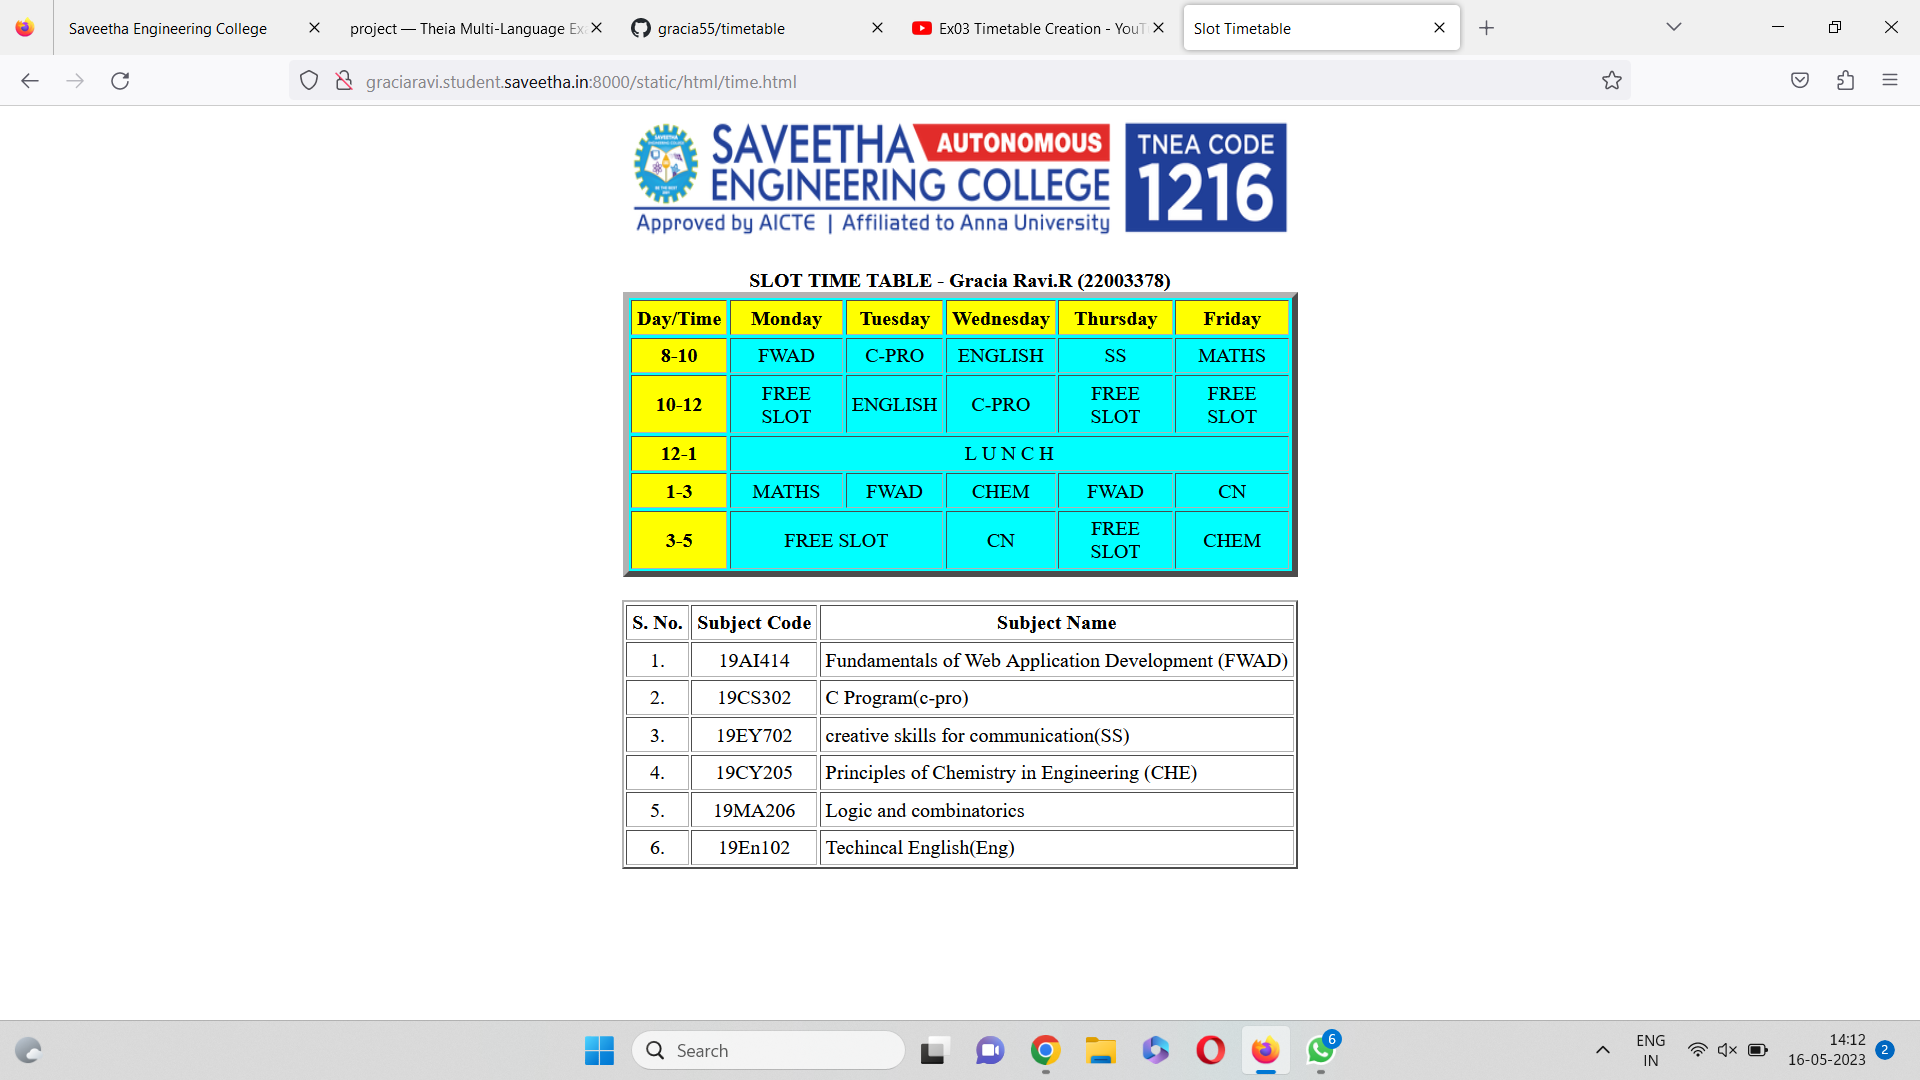 Saveetha Engineering College
project — Theia Multi-Language Ex
gracia55/timetable
Ex03 Timetable Creation - YouT
Slot Timetable
graciaravi.student.saveetha.in:8000/static/html/time.html
SAVEETHA AUTONOMOUS
ENGINEERING COLLEGE
Approved by AICTE | Affiliated to Anna University
TNEA CODE
1216
SLOT TIME TABLE - Gracia Ravi.R (22003378)
Day/Time Monday Tuesday Wednesday Thursday Friday
8-10 FWAD C-PRO ENGLISH SS MATHS
10-12 FREE SLOT ENGLISH C-PRO FREE SLOT FREE SLOT
12-1 L U N C H
1-3 MATHS FWAD CHEM FWAD CN
3-5 FREE SLOT CN FREE SLOT CHEM
S. No. Subject Code Subject Name
1. 19AI414 Fundamentals of Web Application Development (FWAD)
2. 19CS302 C Program(c-pro)
3. 19EY702 creative skills for communication(SS)
4. 19CY205 Principles of Chemistry in Engineering (CHE)
5. 19MA206 Logic and combinatorics
6. 19En102 Techincal English(Eng)
Search
6
ENG
IN
14:12
16-05-2023
2